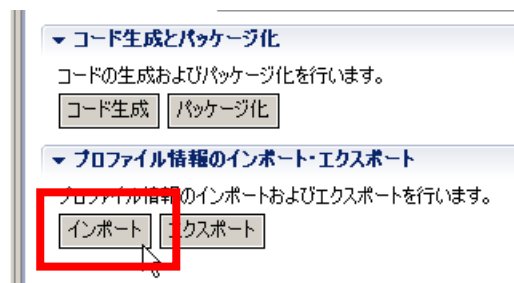 コード生成とパッケージ化
コードの生成およびパッケージ化を行います。
コード生成 パッケージ化
プロファイル情報のインポート・エクスポート
プロファイル情報のインポートおよびエクスポートを行います。
インポート エクスポート